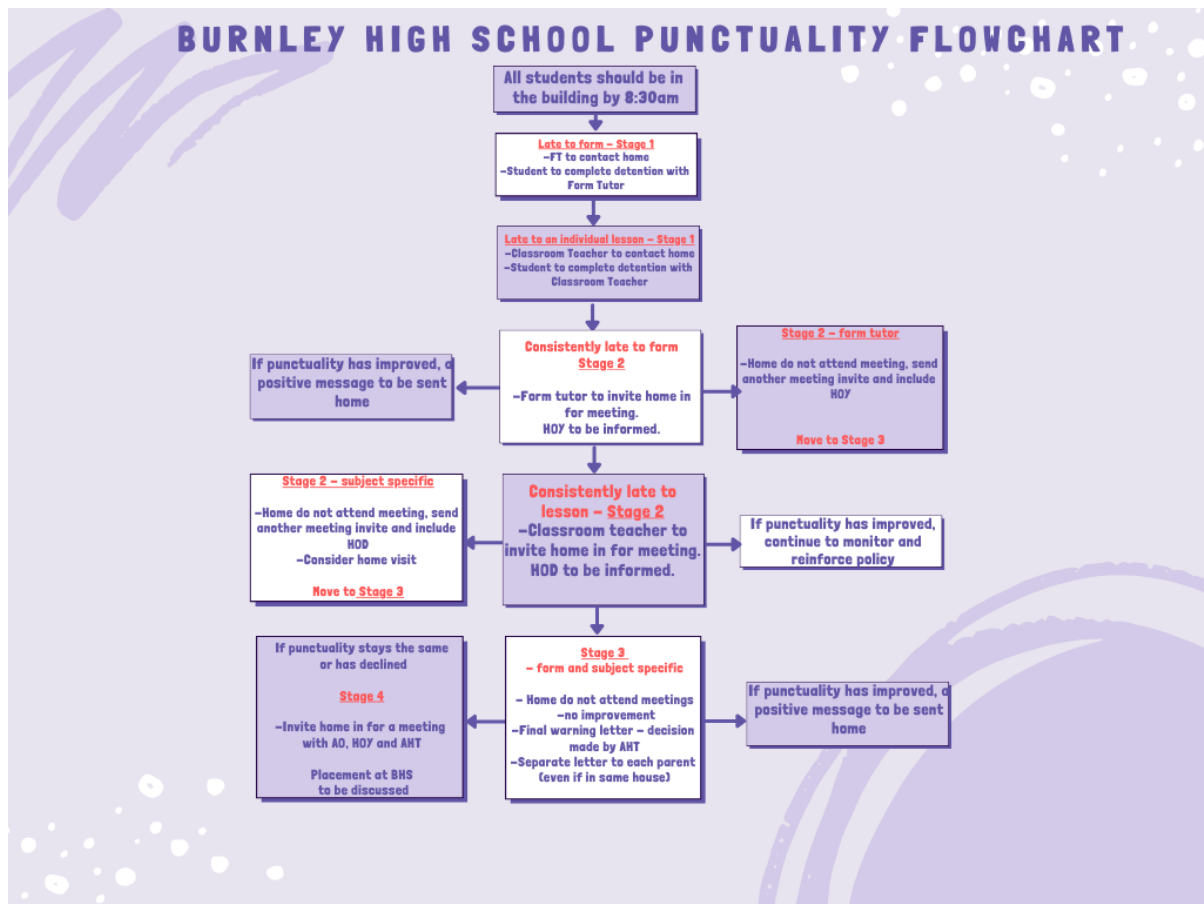 BURNLEY HIGH SCHOOL PUNCTUALITY FLOWCHART
All students should be in
the building by 8:30am
Late to form - Stage 1
-FT to contact home
-Student to complete detention with
Form Tutor
Late to an individual lesson - Stage 1
-Classroom Teacher to contact home
-Student to complete detention with
Classroom Teacher
If punctuality has improved, a
positive message to be sent
home
Consistently late to form
Stage 2
-Form tutor to invite home in
for meeting.
HOY to be informed.
Stage 2 - form tutor
-Home do not attend meeting, send
another meeting invite and include
HOY
Move to Stage 3
Stage 2 - subject specific
-Home do not attend meeting, send
another meeting invite and include
HOD
-Consider home visit
Move to Stage 3
Consistently late to
lesson - Stage 2
-Classroom teacher to
invite home in for meeting.
HOD to be informed.
If punctuality has improved,
continue to monitor and
reinforce policy
If punctuality stays the same
or has declined
Stage 4
-Invite home in for a meeting
with AO, HOY and AHT
Placement at BHS
to be discussed
Stage 3
- form and subject specific
- Home do not attend meetings
-no improvement
-Final warning letter - decision
made by AHT
-Separate letter to each parent
(even if in same house)
If punctuality has improved, a
positive message to be sent
home